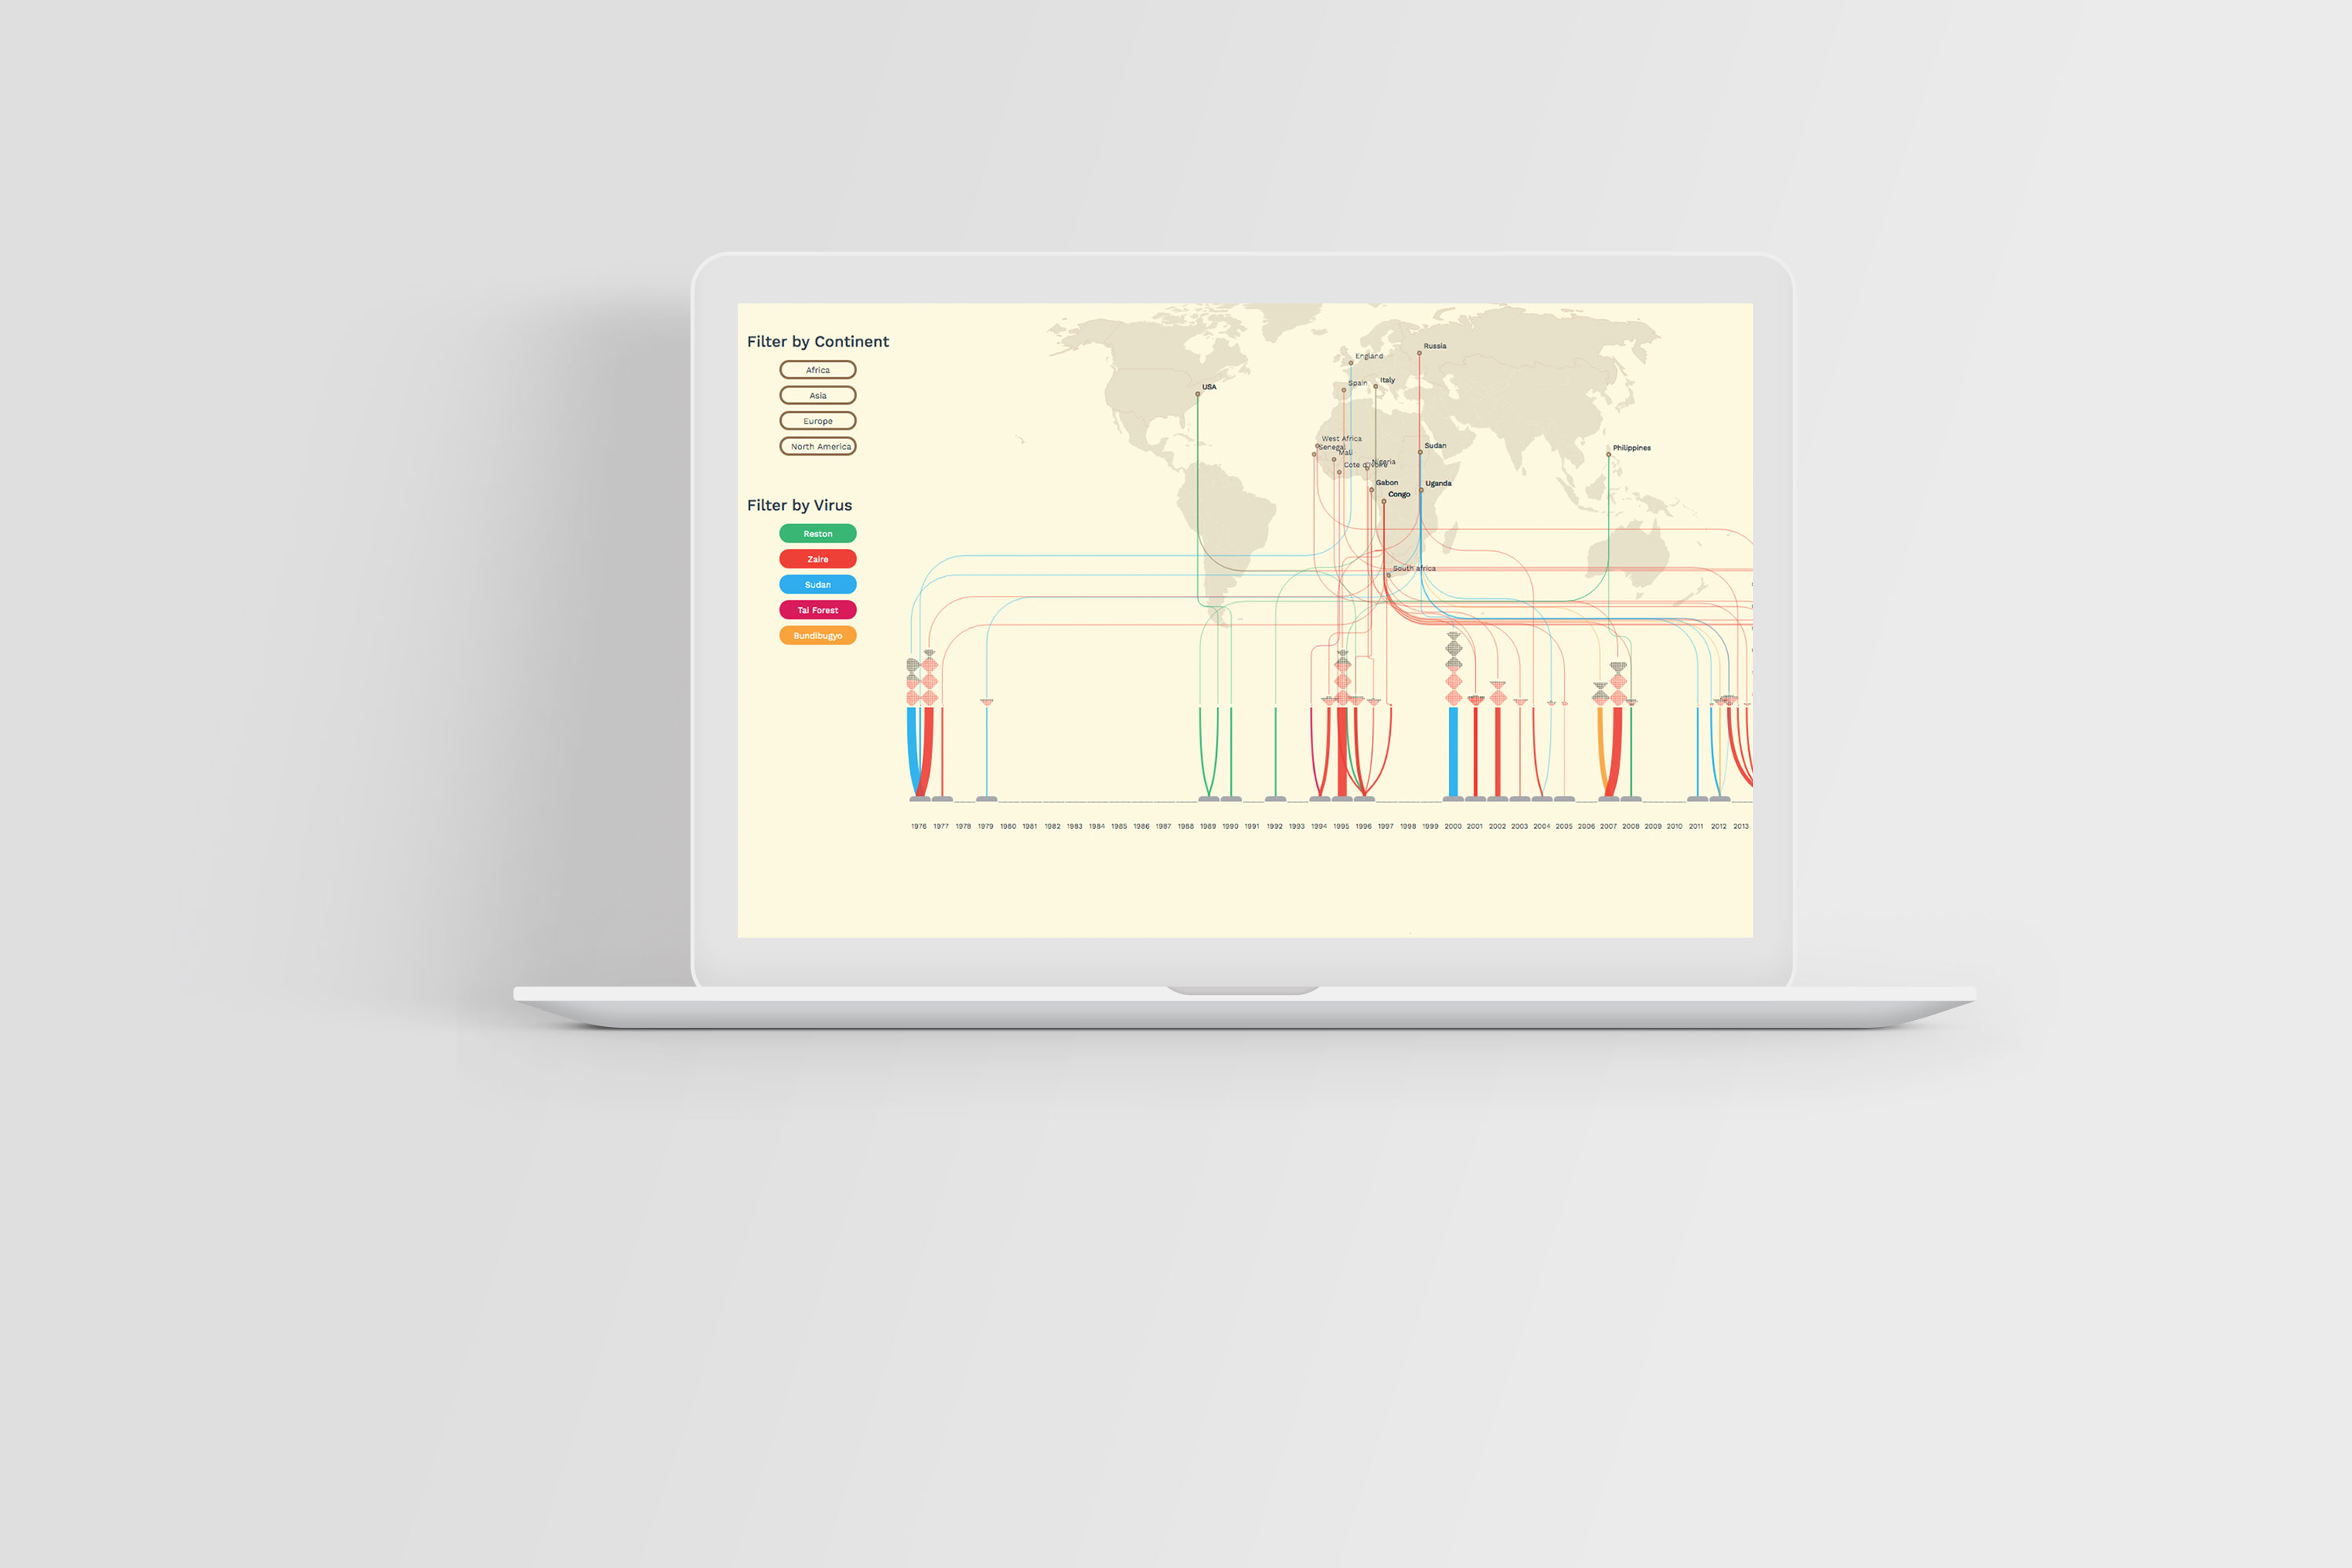 Filter by Continent
Africa
Asia
Europe
North America
Filter by Virus
Reston
Zaire
Sudan
Tai Forest
Bundibugyo
Russia
England
Italy
Spain
USA
West Africa
Senegal
Mali
Sudan
Philippines
Nigeria
Cote d'Ivoire
Gabon
Uganda
Congo
South africa
1976 1977 1978 1979 1980 1981 1982 1983 1984 1985 1986 1987 1988 1989 1990 1991 1992 1993 1994 1995 1996 1997 1998 1999 2000 2001 2002 2003 2004 2005 2006 2007 2008 2009 2010 2011 2012 2013